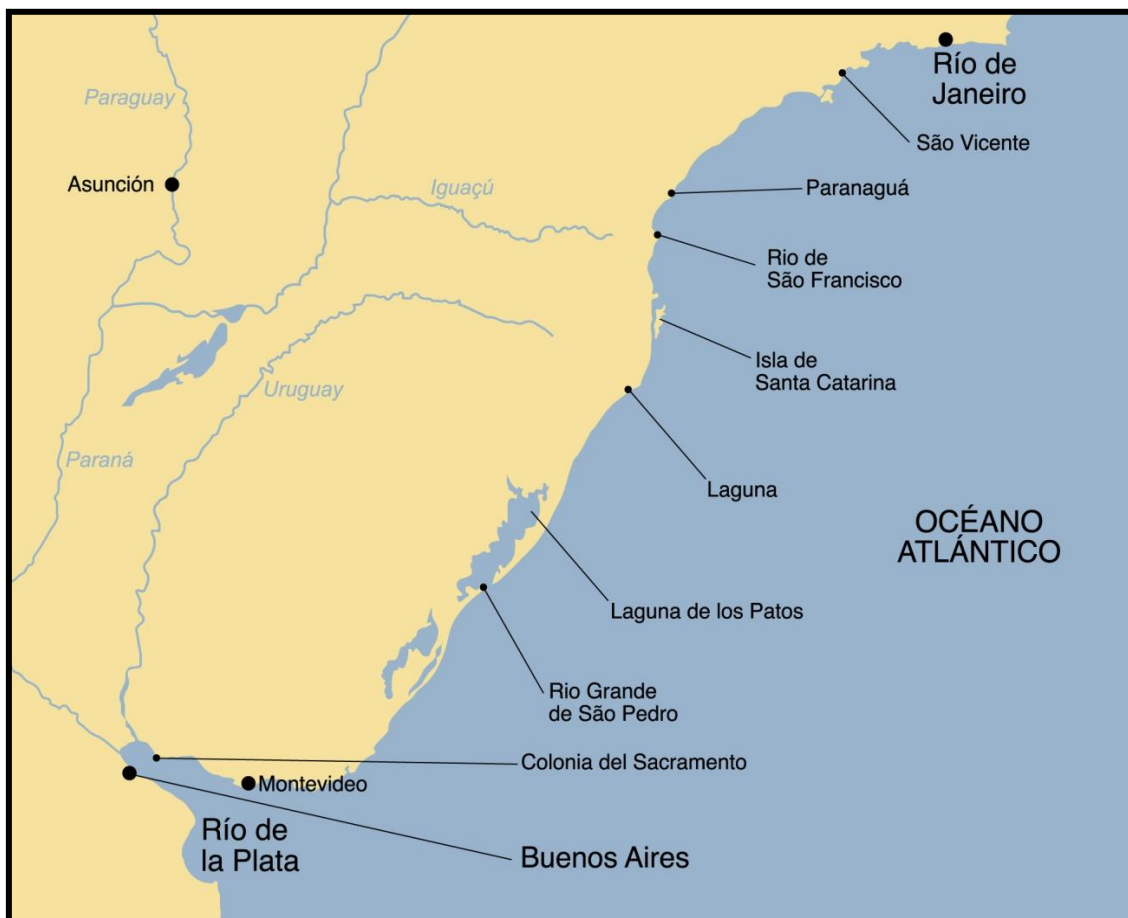 Río de
Janeiro
Paraguay
São Vicente
Asunción
Iguaçú
Paranaguá
Rio de
São Francisco
Isla de
Santa Catarina
Uruguay
Paraná
Laguna
OCÉANO
ATLÁNTICO
Laguna de los Patos
Rio Grande
de São Pedro
Colonia del Sacramento
Montevideo
Río de
la Plata
Buenos Aires